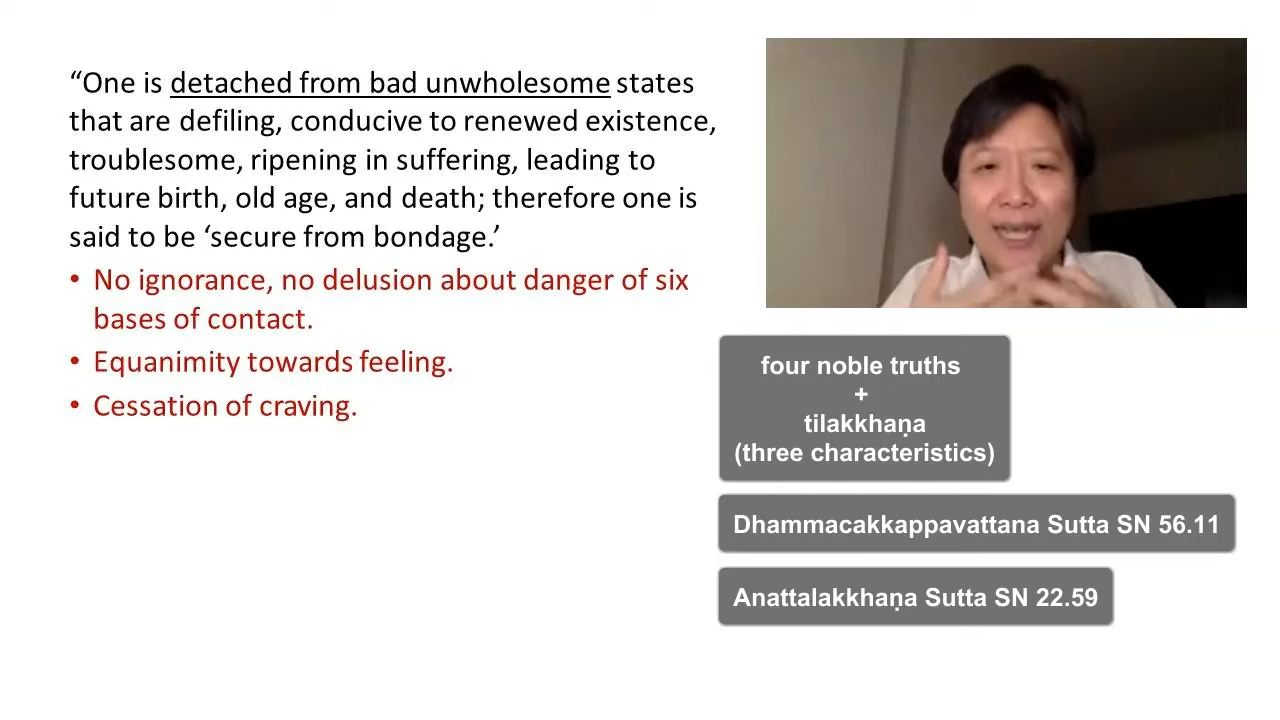 “One is detached from bad unwholesome states
that are defiling, conducive to renewed existence,
troublesome, ripening in suffering, leading to
future birth, old age, and death; therefore one is
said to be ‘secure from bondage.’
• No ignorance, no delusion about danger of six
bases of contact.
• Equanimity towards feeling.
• Cessation of craving.
four noble truths
+
tilakkhaṇa
(three characteristics)
Dhammacakkappavattana Sutta SN 56.11
Anattalakkhaṇa Sutta SN 22.59